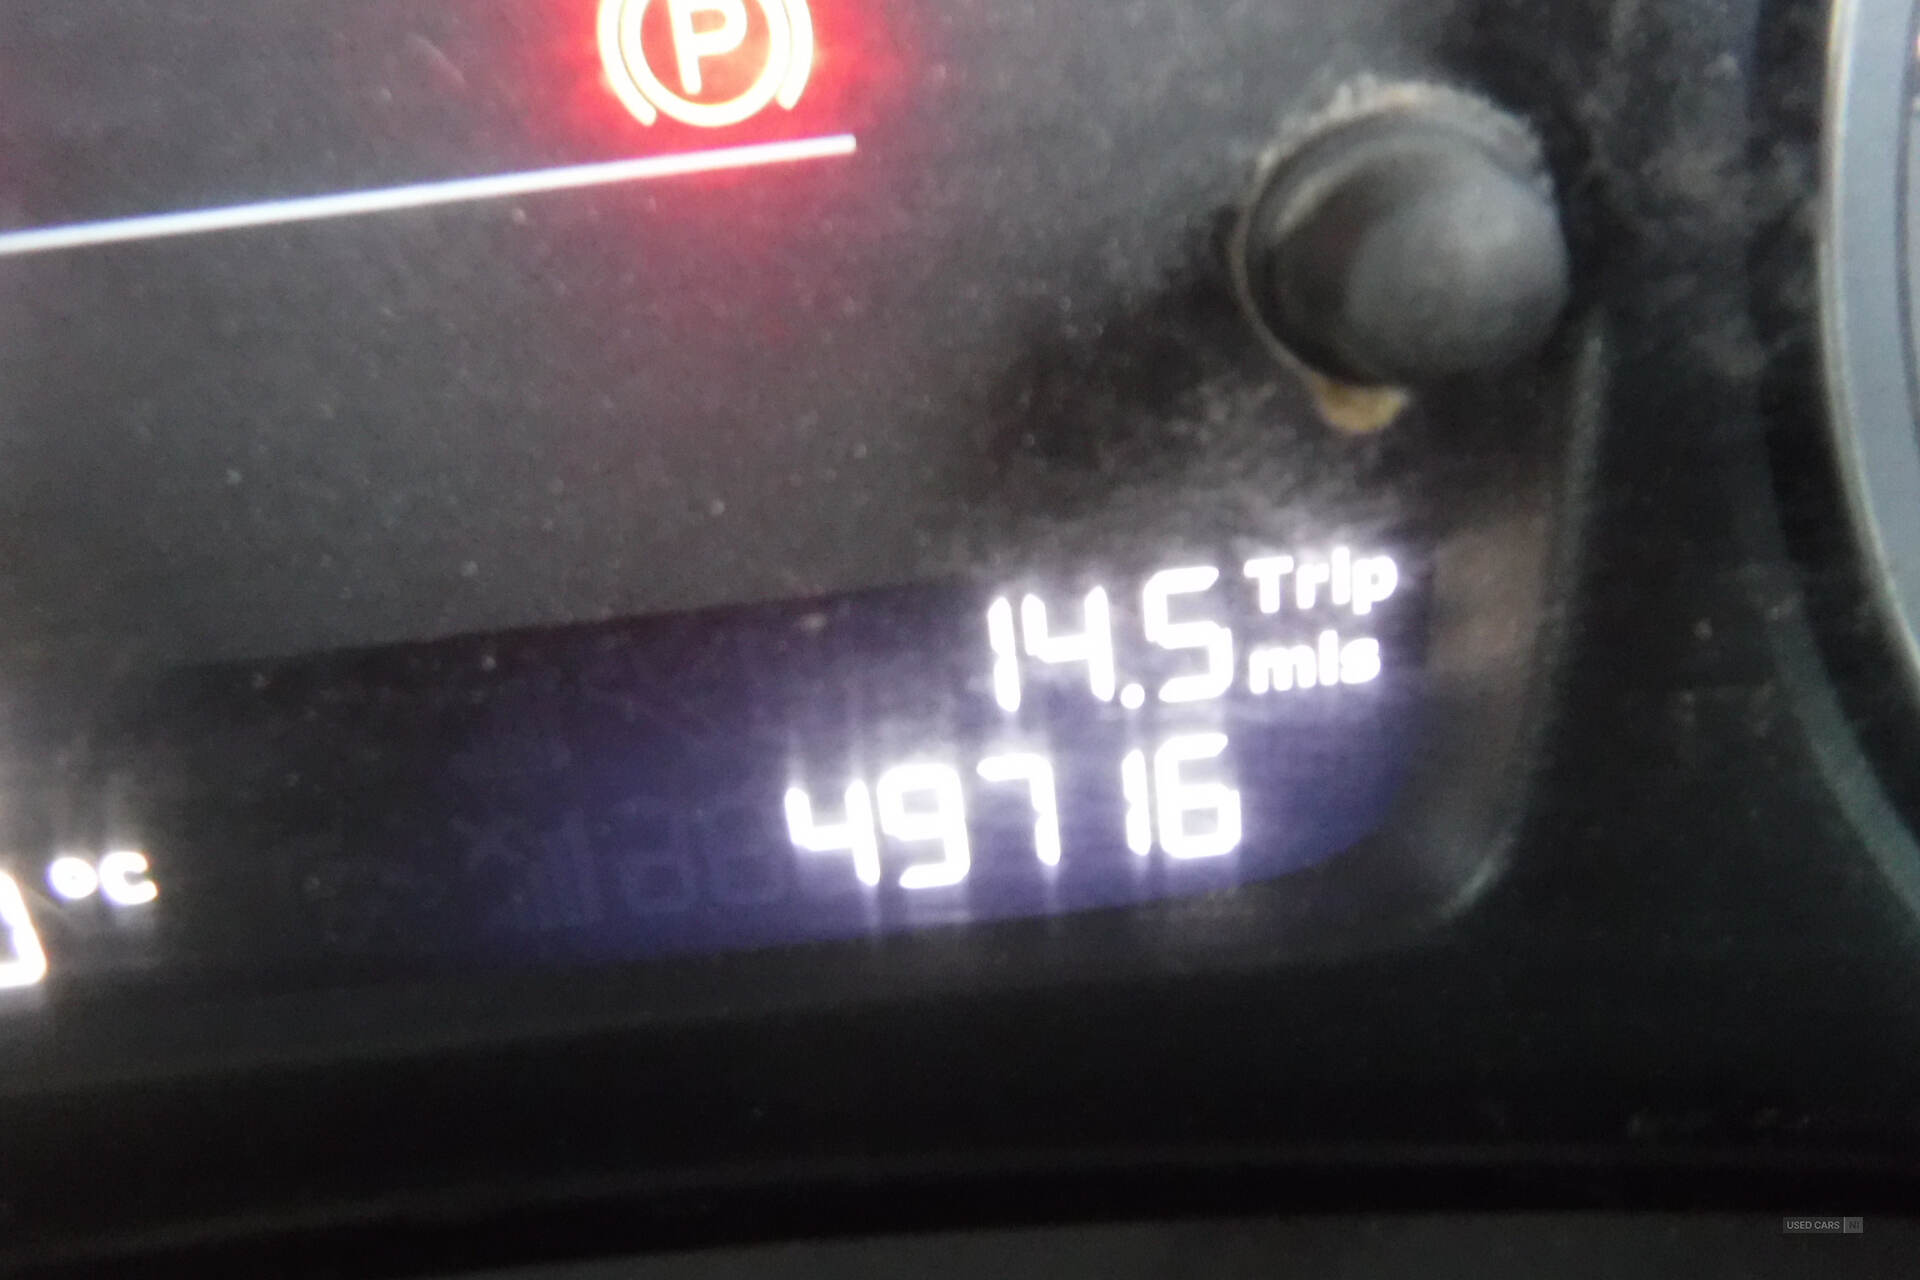 P
14.5 Trip mls
49716
°C
USED CARS NI